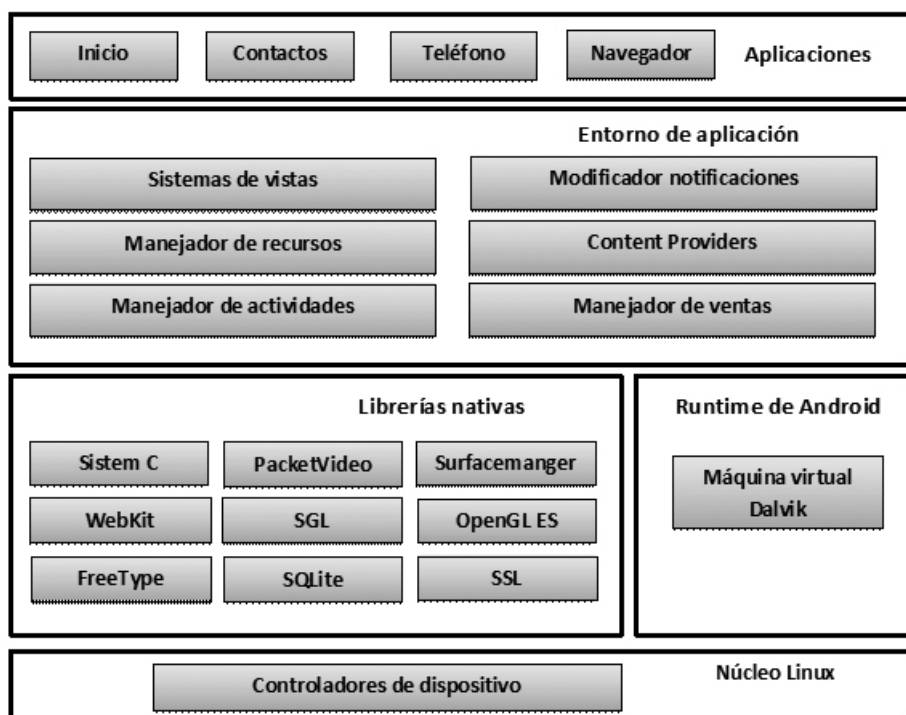 Inicio
Contactos
Teléfono
Navegador
Aplicaciones
Entorno de aplicación
Sistemas de vistas
Modificador notificaciones
Manejador de recursos
Content Providers
Manejador de actividades
Manejador de ventas
Librerías nativas
Sistem C
PacketVideo
Surfacemanger
WebKit
SGL
OpenGL ES
FreeType
SQLite
SSL
Runtime de Android
Máquina virtual
Dalvik
Núcleo Linux
Controladores de dispositivo